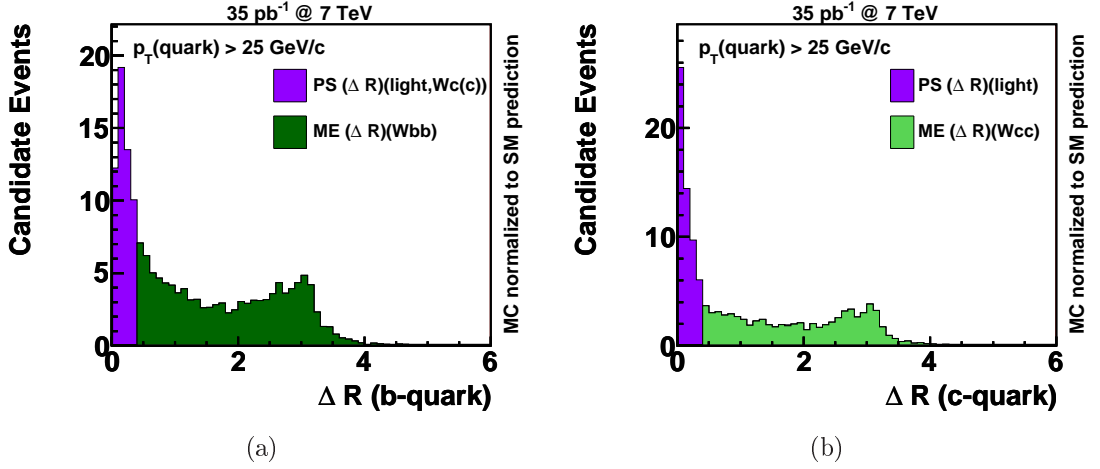 35 pb⁻¹ @ 7 TeV
Candidate Events
p_T(quark) > 25 GeV/c
PS (Δ R)(light,Wc(c))
ME (Δ R)(Wbb)
20
15
10
5
0
0 2 4 6
Δ R (b-quark)
MC normalized to SM prediction
(a)
35 pb⁻¹ @ 7 TeV
Candidate Events
p_T(quark) > 25 GeV/c
PS (Δ R)(light)
ME (Δ R)(Wcc)
20
10
0
0 2 4 6
Δ R (c-quark)
MC normalized to SM prediction
(b)